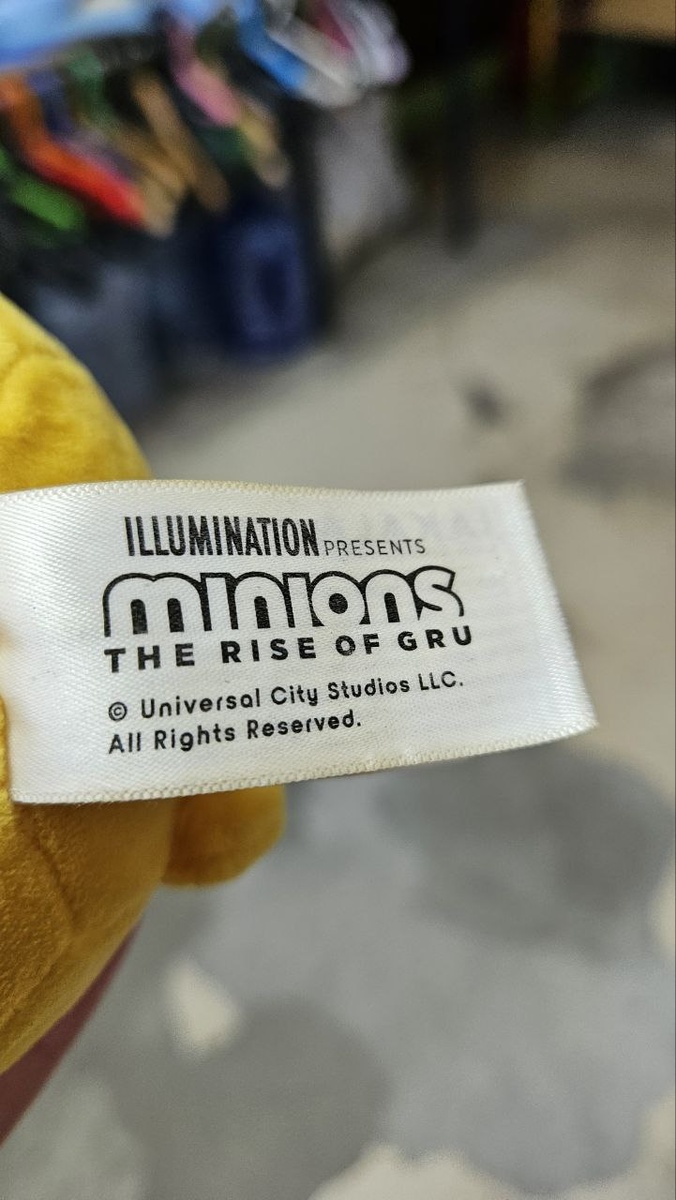 ILLUMINATION PRESENTS
minions
THE RISE OF GRU
© Universal City Studios LLC.
All Rights Reserved.